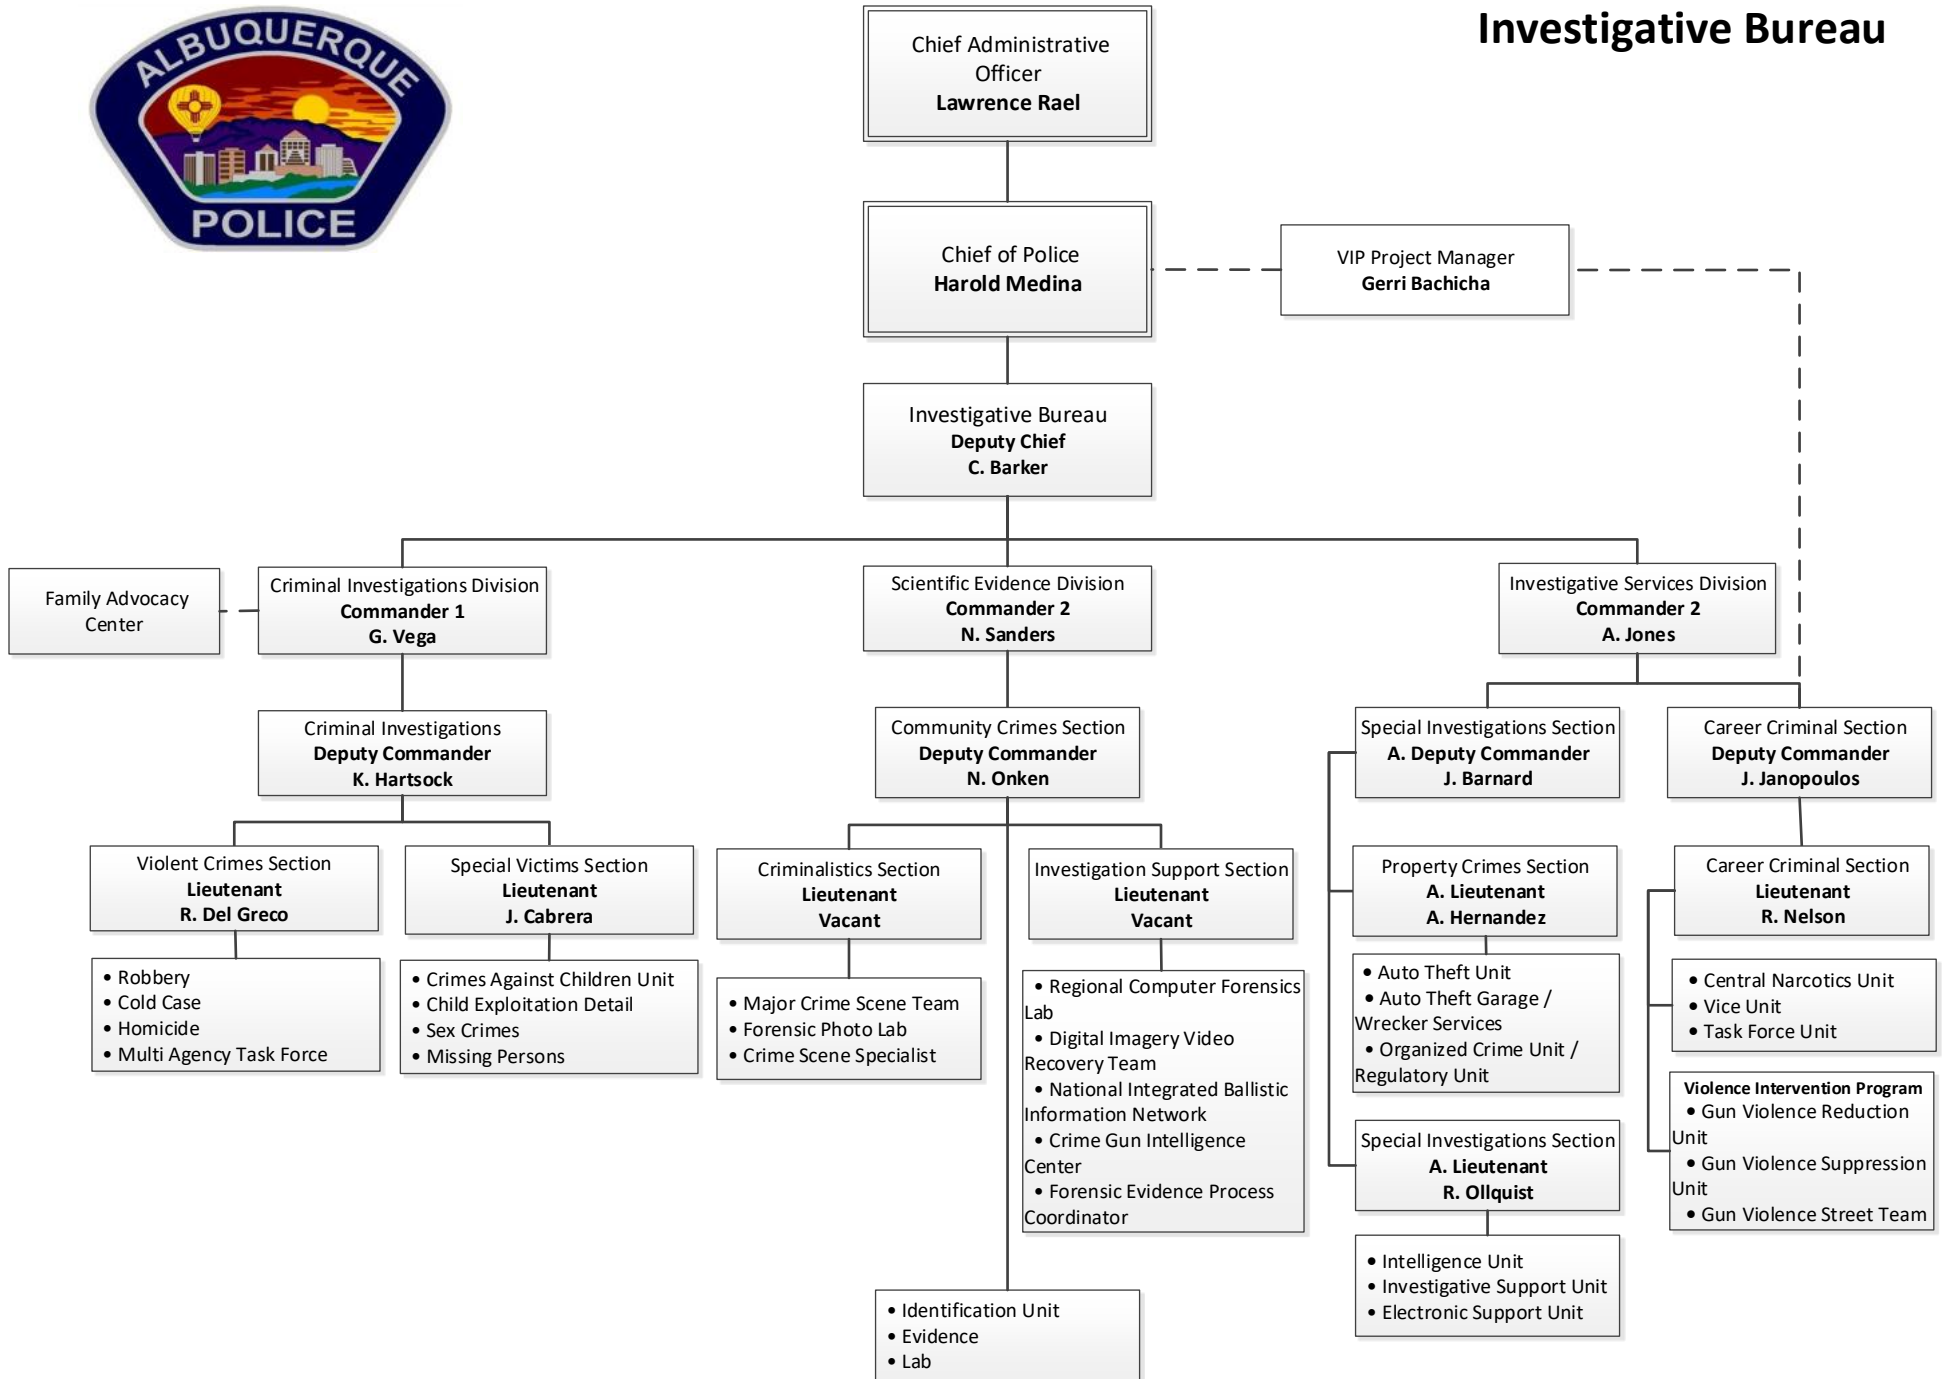 ALBUQUERQUE
POLICE
Investigative Bureau
Chief Administrative
Officer
Lawrence Rael
Chief of Police
Harold Medina
VIP Project Manager
Gerri Bachicha
Investigative Bureau
Deputy Chief
C. Barker
Family Advocacy
Center
Criminal Investigations Division
Commander 1
G. Vega
Scientific Evidence Division
Commander 2
N. Sanders
Investigative Services Division
Commander 2
A. Jones
Criminal Investigations
Deputy Commander
K. Hartsock
Community Crimes Section
Deputy Commander
N. Onken
Special Investigations Section
A. Deputy Commander
J. Barnard
Career Criminal Section
Deputy Commander
J. Janopoulos
Violent Crimes Section
Lieutenant
R. Del Greco
Special Victims Section
Lieutenant
J. Cabrera
Criminalistics Section
Lieutenant
Vacant
Investigation Support Section
Lieutenant
Vacant
Property Crimes Section
A. Lieutenant
A. Hernandez
Career Criminal Section
Lieutenant
R. Nelson
• Robbery
• Cold Case
• Homicide
• Multi Agency Task Force
• Crimes Against Children Unit
• Child Exploitation Detail
• Sex Crimes
• Missing Persons
• Major Crime Scene Team
• Forensic Photo Lab
• Crime Scene Specialist
• Regional Computer Forensics
Lab
• Digital Imagery Video
Recovery Team
• National Integrated Ballistic
Information Network
• Crime Gun Intelligence
Center
• Forensic Evidence Process
Coordinator
• Auto Theft Unit
• Auto Theft Garage /
Wrecker Services
• Organized Crime Unit /
Regulatory Unit
• Central Narcotics Unit
• Vice Unit
• Task Force Unit
Violence Intervention Program
• Gun Violence Reduction
Unit
• Gun Violence Suppression
Unit
• Gun Violence Street Team
Special Investigations Section
A. Lieutenant
R. Ollquist
• Intelligence Unit
• Investigative Support Unit
• Electronic Support Unit
• Identification Unit
• Evidence
• Lab